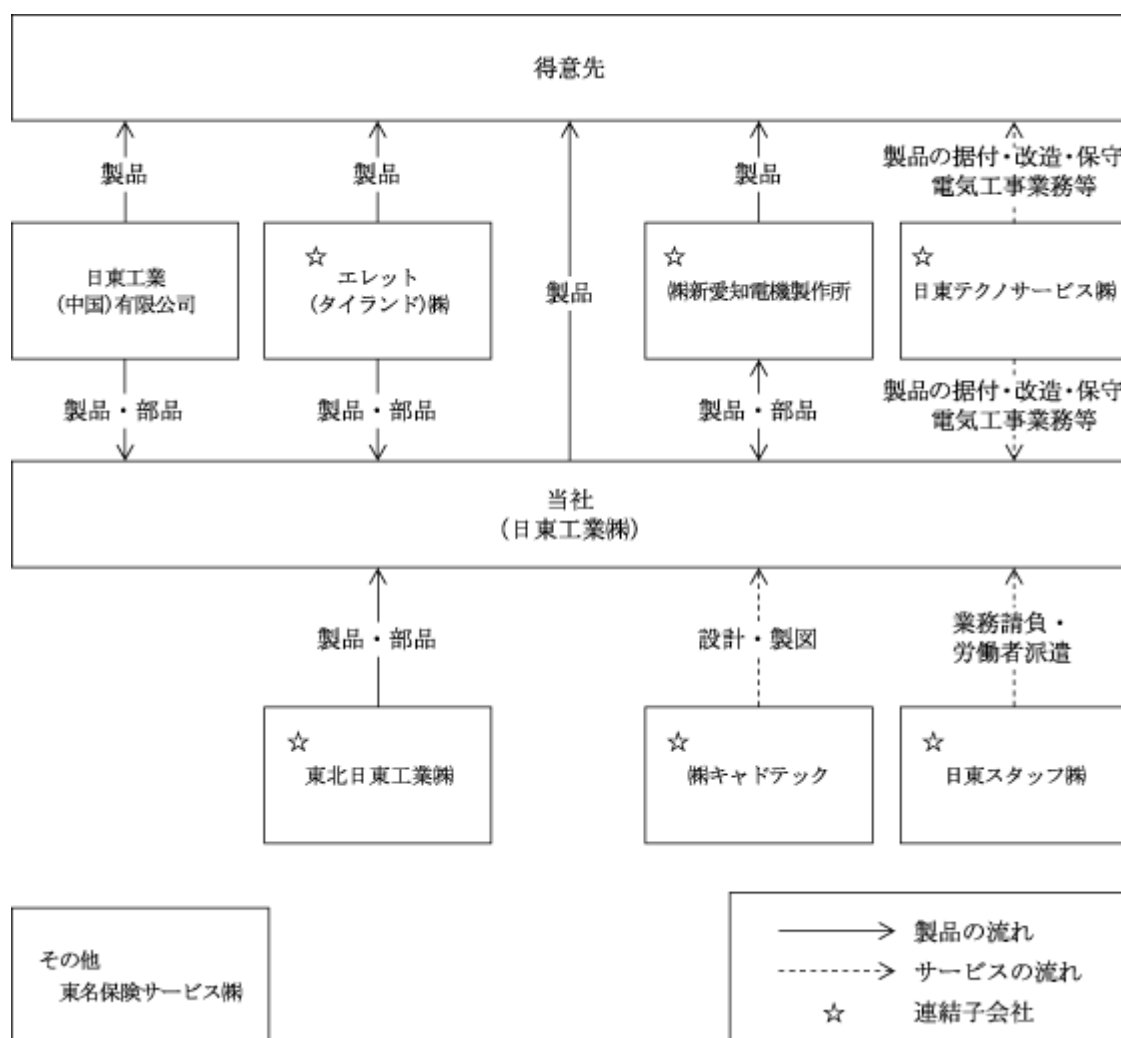 得意先
製品
製品
製品
製品
製品の据付・改造・保守
電気工事業務等
日東工業
(中国)有限公司
☆
エレット
(タイランド)㈱
☆
㈱新愛知電機製作所
☆
日東テクノサービス㈱
製品・部品
製品・部品
製品・部品
製品の据付・改造・保守
電気工事業務等
当社
(日東工業㈱)
製品・部品
設計・製図
業務請負・
労働者派遣
☆
東北日東工業㈱
☆
㈱キャドテック
☆
日東スタッフ㈱
その他
東名保険サービス㈱
製品の流れ
サービスの流れ
☆ 連結子会社